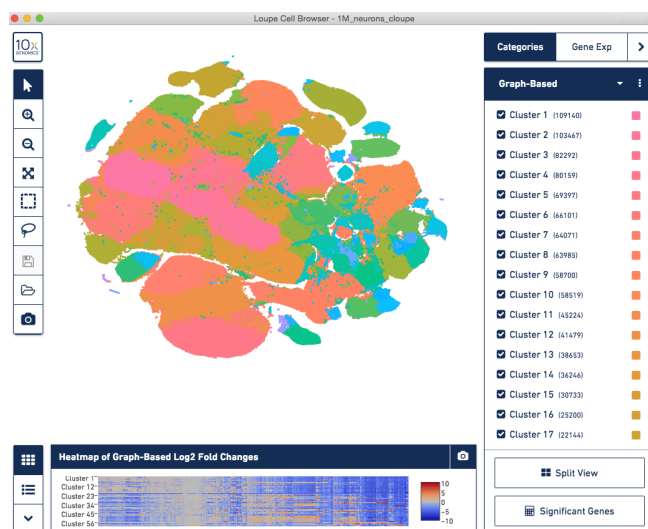 Loupe Cell Browser - 1M_neurons_cloupe
10X
GENOMICS
Categories
Gene Exp
Graph-Based
Cluster 1 (109140)
Cluster 2 (103467)
Cluster 3 (82292)
Cluster 4 (80159)
Cluster 5 (69397)
Cluster 6 (66101)
Cluster 7 (64071)
Cluster 8 (63985)
Cluster 9 (58700)
Cluster 10 (58519)
Cluster 11 (45224)
Cluster 12 (41479)
Cluster 13 (38653)
Cluster 14 (36246)
Cluster 15 (30733)
Cluster 16 (25200)
Cluster 17 (22144)
Split View
Significant Genes
Heatmap of Graph-Based Log2 Fold Changes
Cluster 1
Cluster 12
Cluster 23
Cluster 34
Cluster 45
Cluster 56
10
5
0
-5
-10